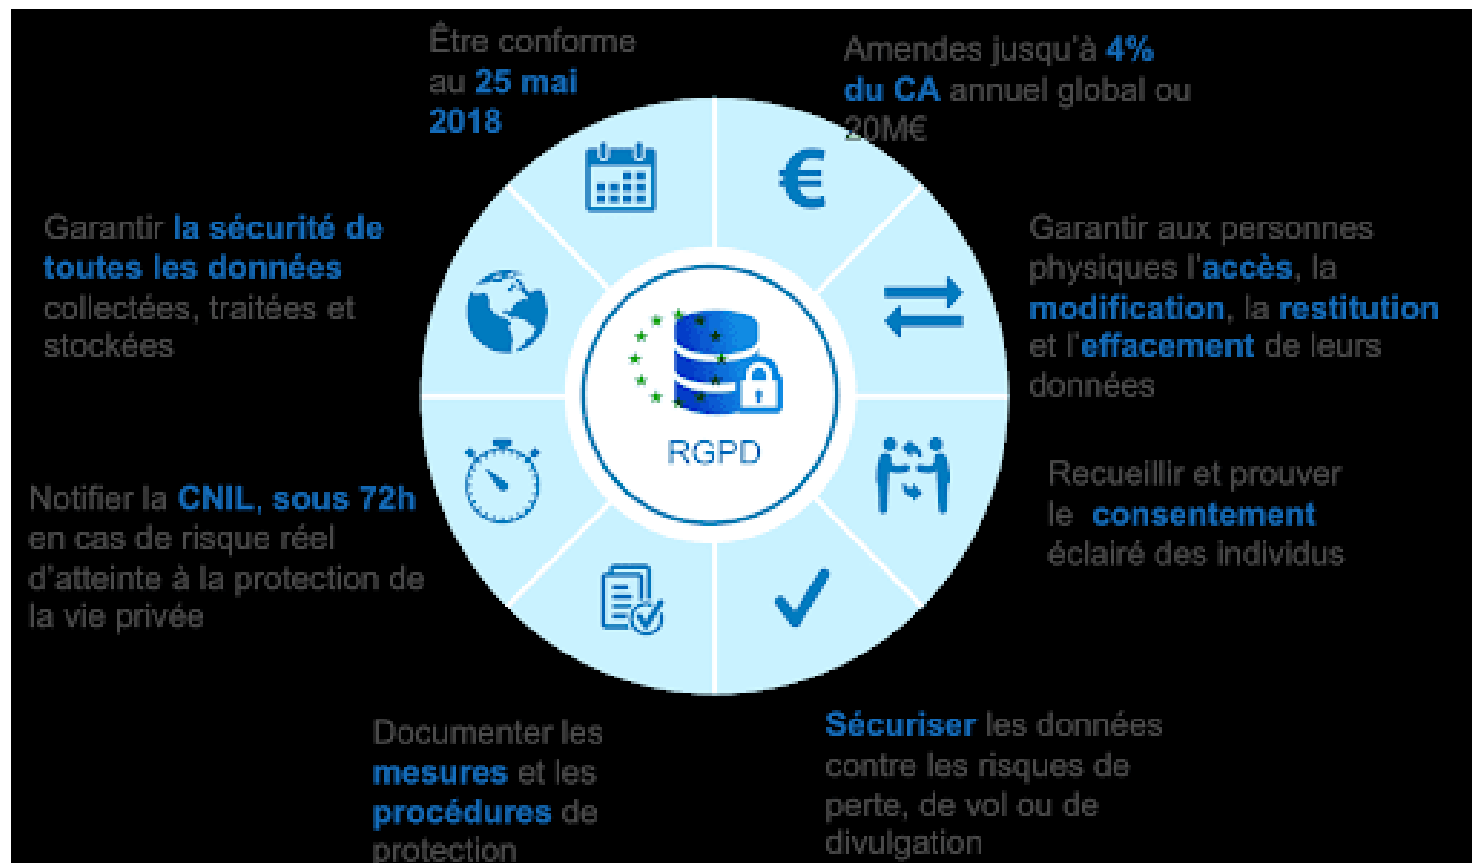 Être conforme
au 25 mai
2018
Amendes jusqu'à 4%
du CA annuel global ou
20M€
Garantir aux personnes
physiques l'accès, la
modification, la restitution
et l'effacement de leurs
données
Recueillir et prouver
le consentement
éclairé des individus
Sécuriser les données
contre les risques de
perte, de vol ou de
divulgation
Documenter les
mesures et les
procédures de
protection
Notifier la CNIL, sous 72h
en cas de risque réel
d'atteinte à la protection de
la vie privée
Garantir la sécurité de
toutes les données
collectées, traitées et
stockées
€
RGPD